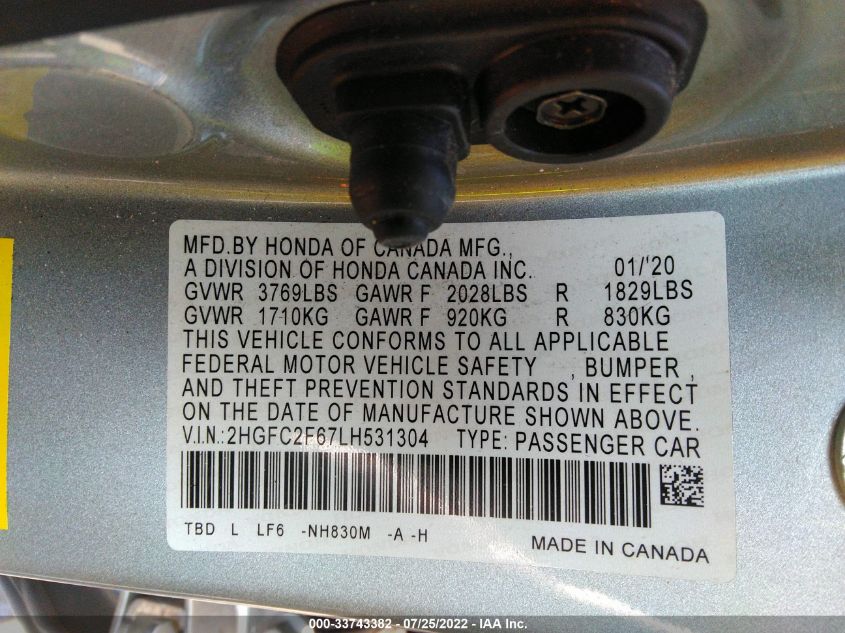 MFD.BY HONDA OF CANADA MFG.,
A DIVISION OF HONDA CANADA INC. 01/'20
GVWR 3769LBS GAWR F 2028LBS R 1829LBS
GVWR 1710KG GAWR F 920KG R 830KG
THIS VEHICLE CONFORMS TO ALL APPLICABLE
FEDERAL MOTOR VEHICLE SAFETY , BUMPER ,
AND THEFT PREVENTION STANDARDS IN EFFECT
ON THE DATE OF MANUFACTURE SHOWN ABOVE.
V.I.N.:2HGFC2F67LH531304 TYPE: PASSENGER CAR
TBD L LF6 -NH830M -A -H
MADE IN CANADA
000-33743382 - 07/25/2022 - IAA Inc.